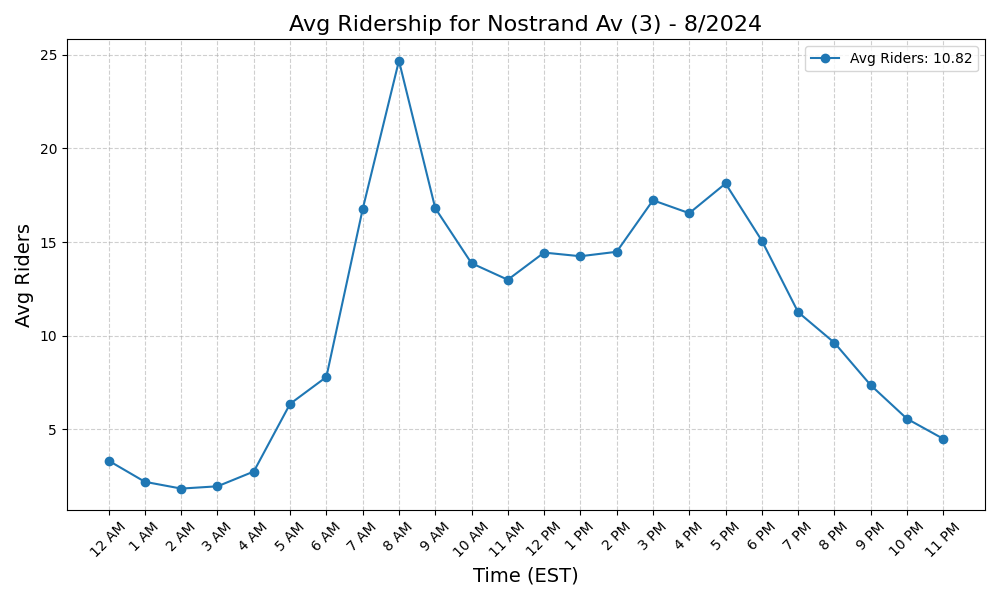 Avg Ridership for Nostrand Av (3) - 8/2024
Avg Riders: 10.82
25
20
15
10
5
Avg Riders
12 AM
1 AM
2 AM
3 AM
4 AM
5 AM
6 AM
7 AM
8 AM
9 AM
10 AM
11 AM
12 PM
1 PM
2 PM
3 PM
4 PM
5 PM
6 PM
7 PM
8 PM
9 PM
10 PM
11 PM
Time (EST)